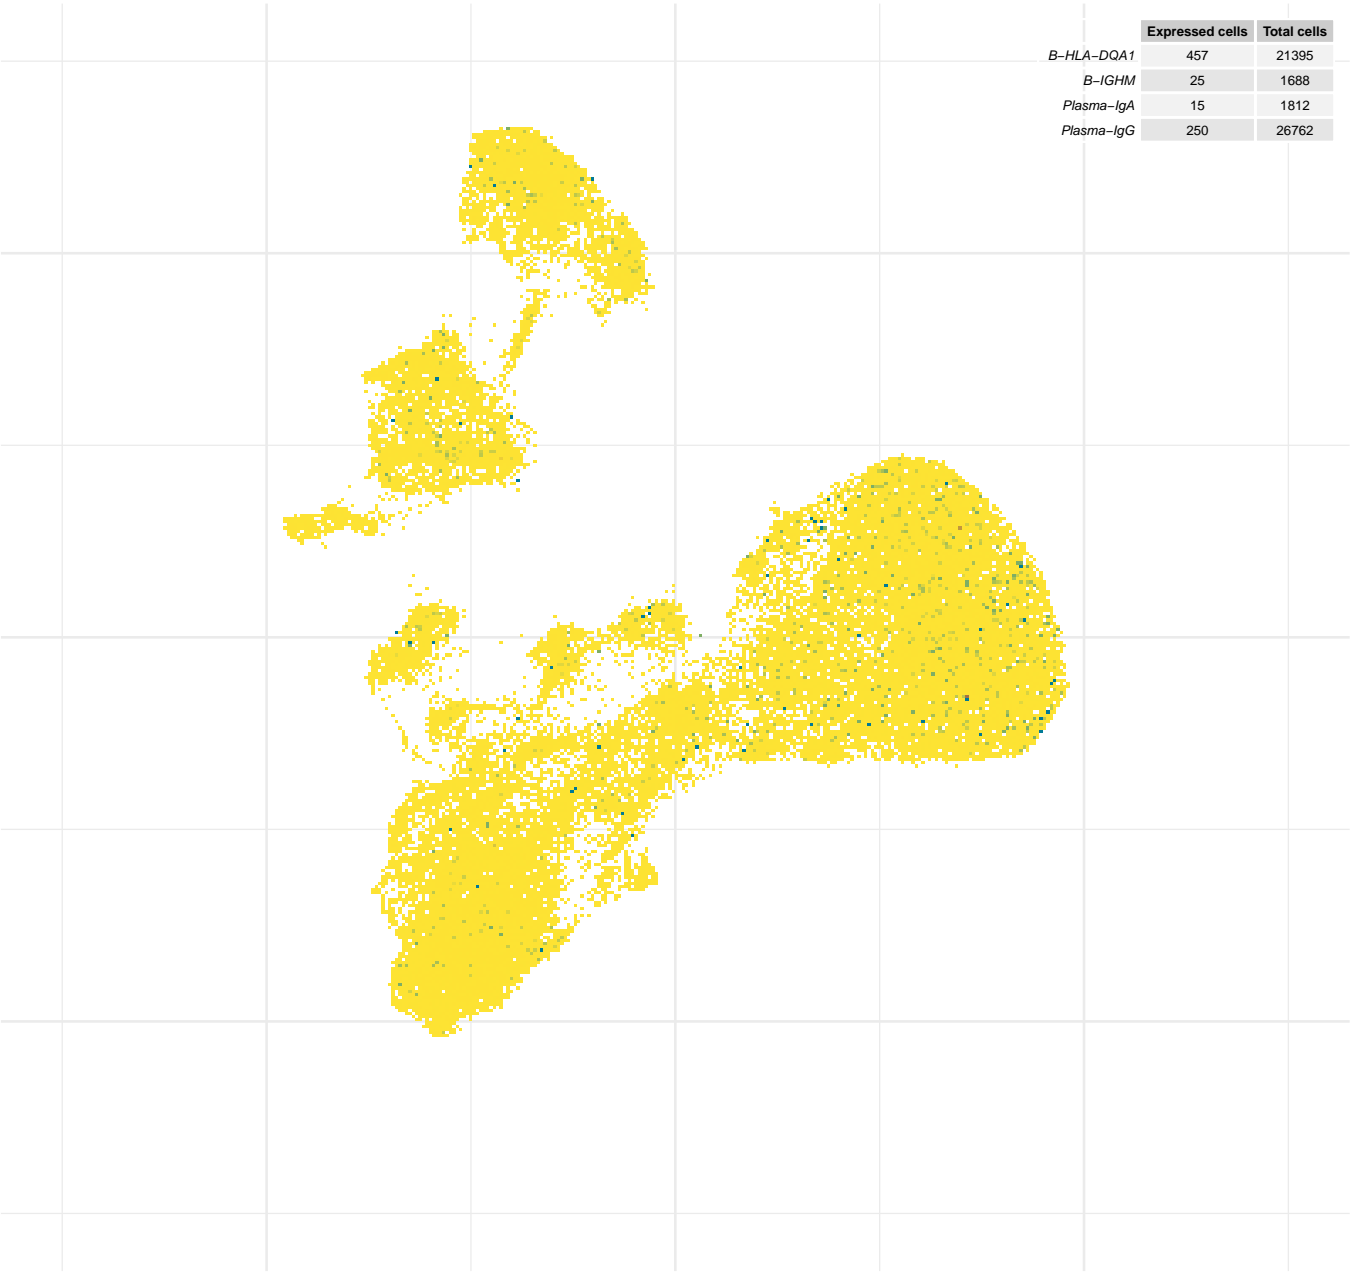 Expressed cells Total cells
B−HLA−DQA1 457 21395
B−IGHM 25 1688
Plasma−IgA 15 1812
Plasma−IgG 250 26762